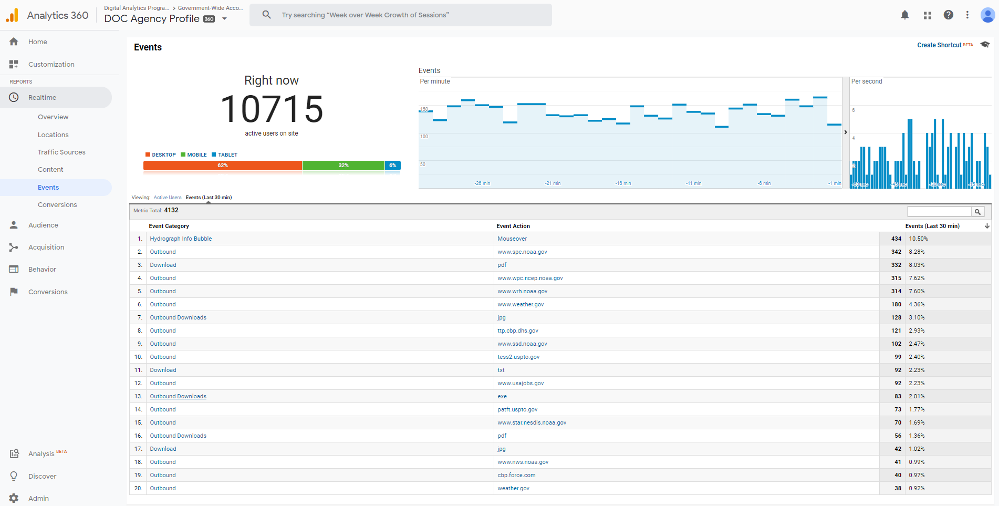 Analytics 360
Digital Analytics Progra... > Government-Wide Acco...
DOC Agency Profile 360
Try searching “Week over Week Growth of Sessions”
Home
Customization
REPORTS
Realtime
Overview
Locations
Traffic Sources
Content
Events
Conversions
Audience
Acquisition
Behavior
Conversions
Analysis BETA
Discover
Admin
Events
Create Shortcut BETA
Right now
10715
active users on site
DESKTOP MOBILE TABLET
62% 32% 6%
Events
Per minute
150
100
50
-26 min -21 min -16 min -11 min -6 min -1 min
Per second
6
4
2
-60 sec -45 sec -30 sec -15 sec
Viewing: Active Users Events (Last 30 min)
Metric Total: 4132
Event Category Event Action Events (Last 30 min)
1. Hydrograph Info Bubble Mouseover 434 10.50%
2. Outbound www.spc.noaa.gov 342 8.28%
3. Download pdf 332 8.03%
4. Outbound www.wpc.ncep.noaa.gov 315 7.62%
5. Outbound www.wrh.noaa.gov 314 7.60%
6. Outbound www.weather.gov 180 4.36%
7. Outbound Downloads jpg 128 3.10%
8. Outbound ttp.cbp.dhs.gov 121 2.93%
9. Outbound www.ssd.noaa.gov 102 2.47%
10. Outbound tess2.uspto.gov 99 2.40%
11. Download txt 92 2.23%
12. Outbound www.usajobs.gov 92 2.23%
13. Outbound Downloads exe 83 2.01%
14. Outbound patft.uspto.gov 73 1.77%
15. Outbound www.star.nesdis.noaa.gov 70 1.69%
16. Outbound Downloads pdf 56 1.36%
17. Download jpg 42 1.02%
18. Outbound www.nws.noaa.gov 41 0.99%
19. Outbound cbp.force.com 40 0.97%
20. Outbound weather.gov 38 0.92%